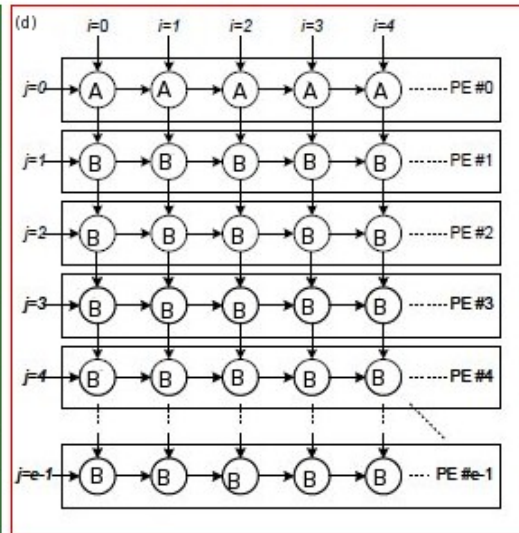 (d)
i=0 i=1 i=2 i=3 i=4
j=0 A A A A A PE #0
j=1 B B B B B PE #1
j=2 B B B B B PE #2
j=3 B B B B B PE #3
j=4 B B B B B PE #4
j=e-1 B B B B B PE #e-1